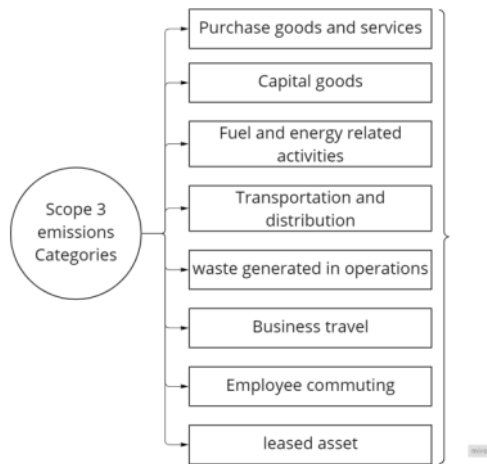 Purchase goods and services
Capital goods
Fuel and energy related
activities
Scope 3
emissions
Categories
Transportation and
distribution
waste generated in operations
Business travel
Employee commuting
leased asset
miro